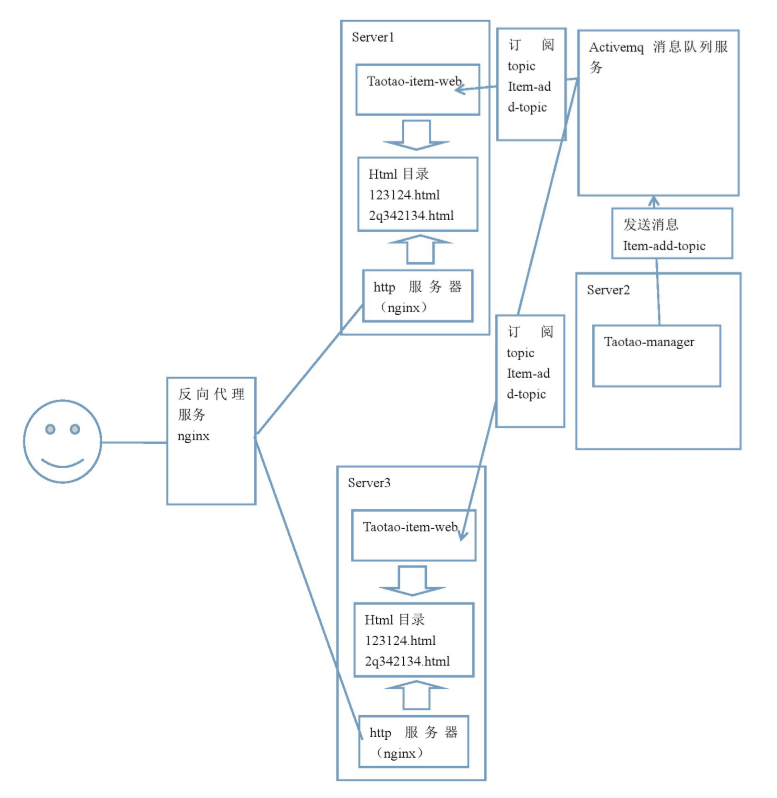 Server1
Taotao-item-web
Html 目录
123124.html
2q342134.html
http 服务器
（nginx）
订阅
topic
Item-ad
d-topic
Activemq 消息队列服
务
发送消息
Item-add-topic
Server2
Taotao-manager
订阅
topic
Item-ad
d-topic
反向代理
服务
nginx
Server3
Taotao-item-web
Html 目录
123124.html
2q342134.html
http 服务器
（nginx）